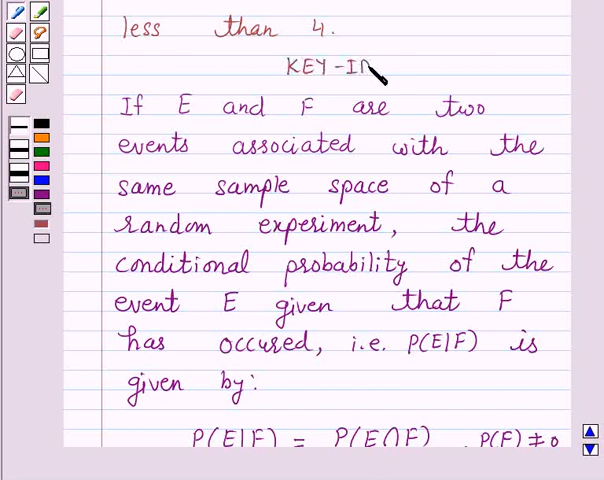 less than 4.
KEY-IN
If E and F are two
events associated with the
same sample space of a
random experiment, the
conditional probability of the
event E given that F
has occured, i.e. P(E|F) is
given by:
P(E|F) = P(E∩F) , P(F) ≠ 0